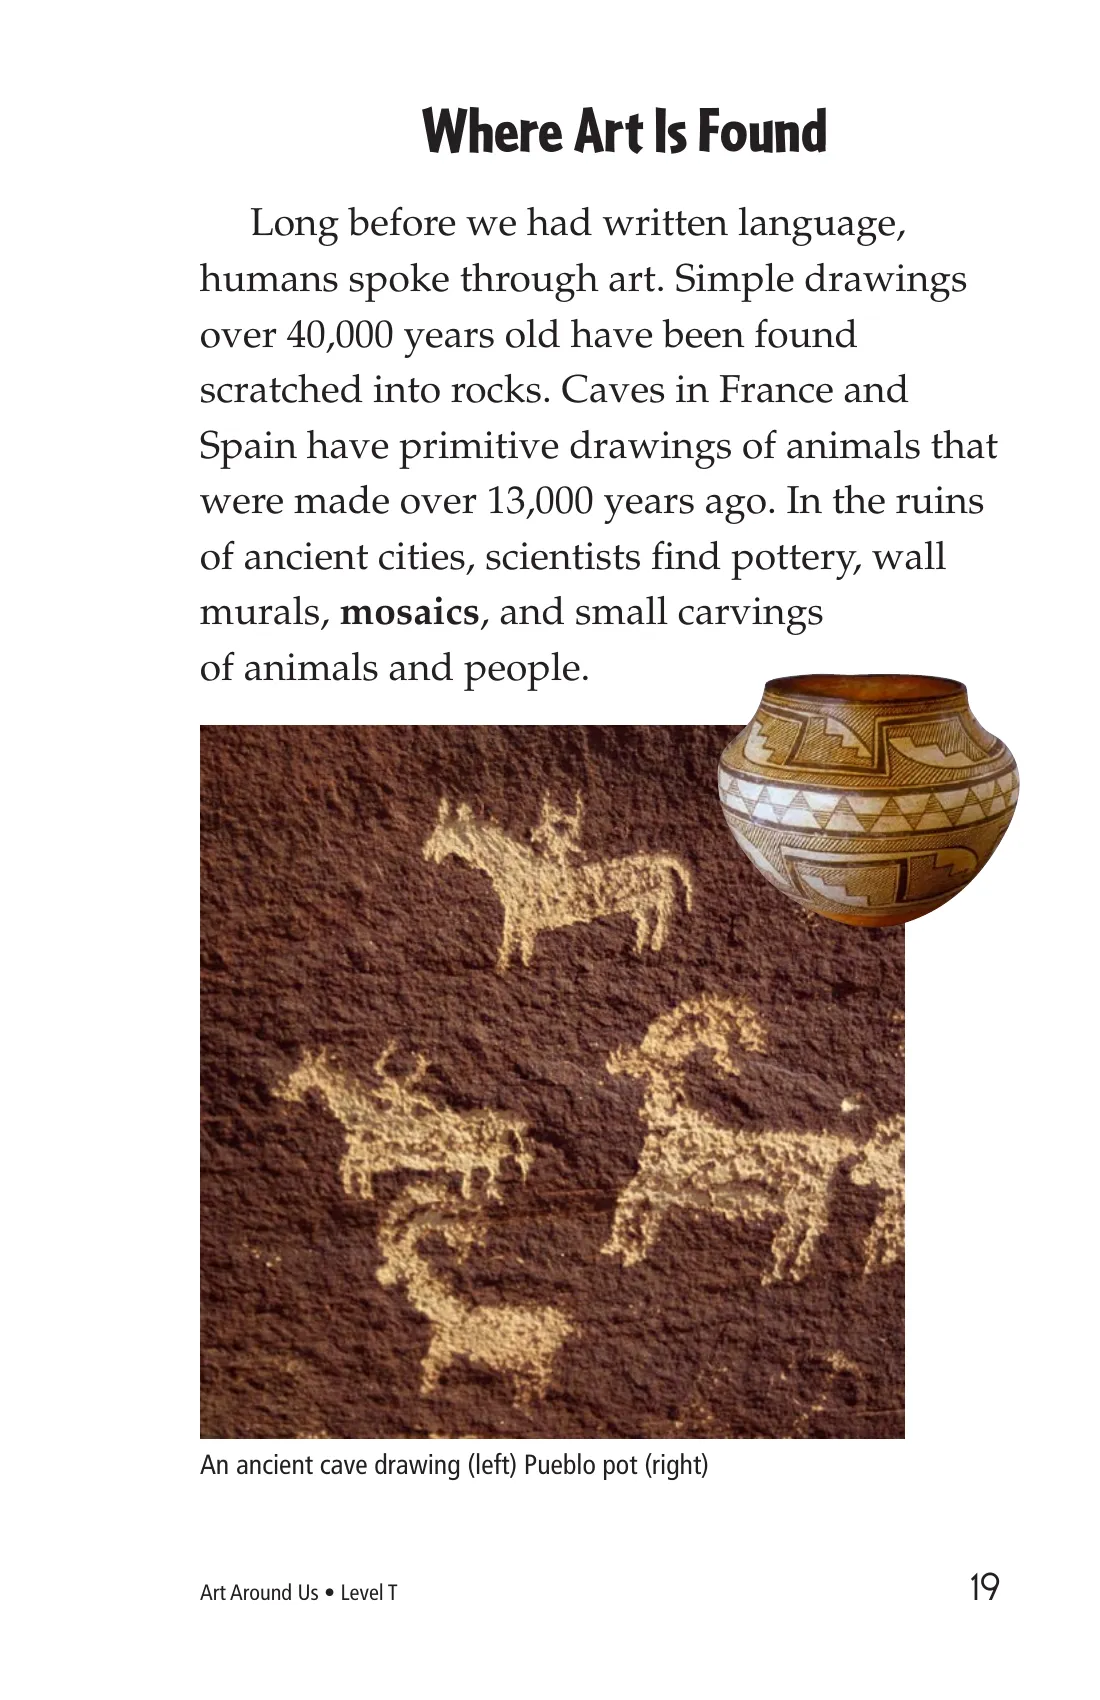 Where Art Is Found
Long before we had written language,
humans spoke through art. Simple drawings
over 40,000 years old have been found
scratched into rocks. Caves in France and
Spain have primitive drawings of animals that
were made over 13,000 years ago. In the ruins
of ancient cities, scientists find pottery, wall
murals, mosaics, and small carvings
of animals and people.
An ancient cave drawing (left) Pueblo pot (right)
Art Around Us • Level T
19